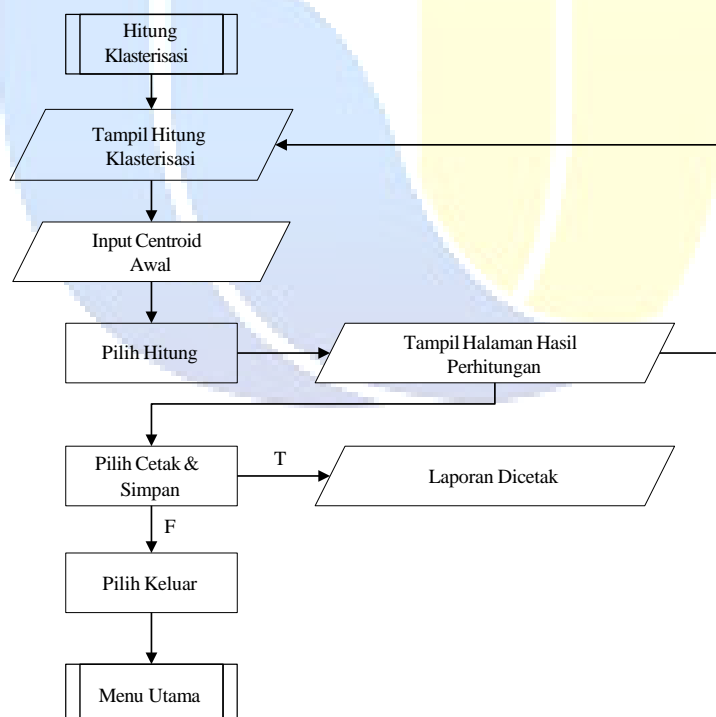 Hitung
Klasterisasi
Tampil Hitung
Klasterisasi
Input Centroid
Awal
Pilih Hitung
Tampil Halaman Hasil
Perhitungan
Pilih Cetak &
Simpan
T
Laporan Dicetak
F
Pilih Keluar
Menu Utama